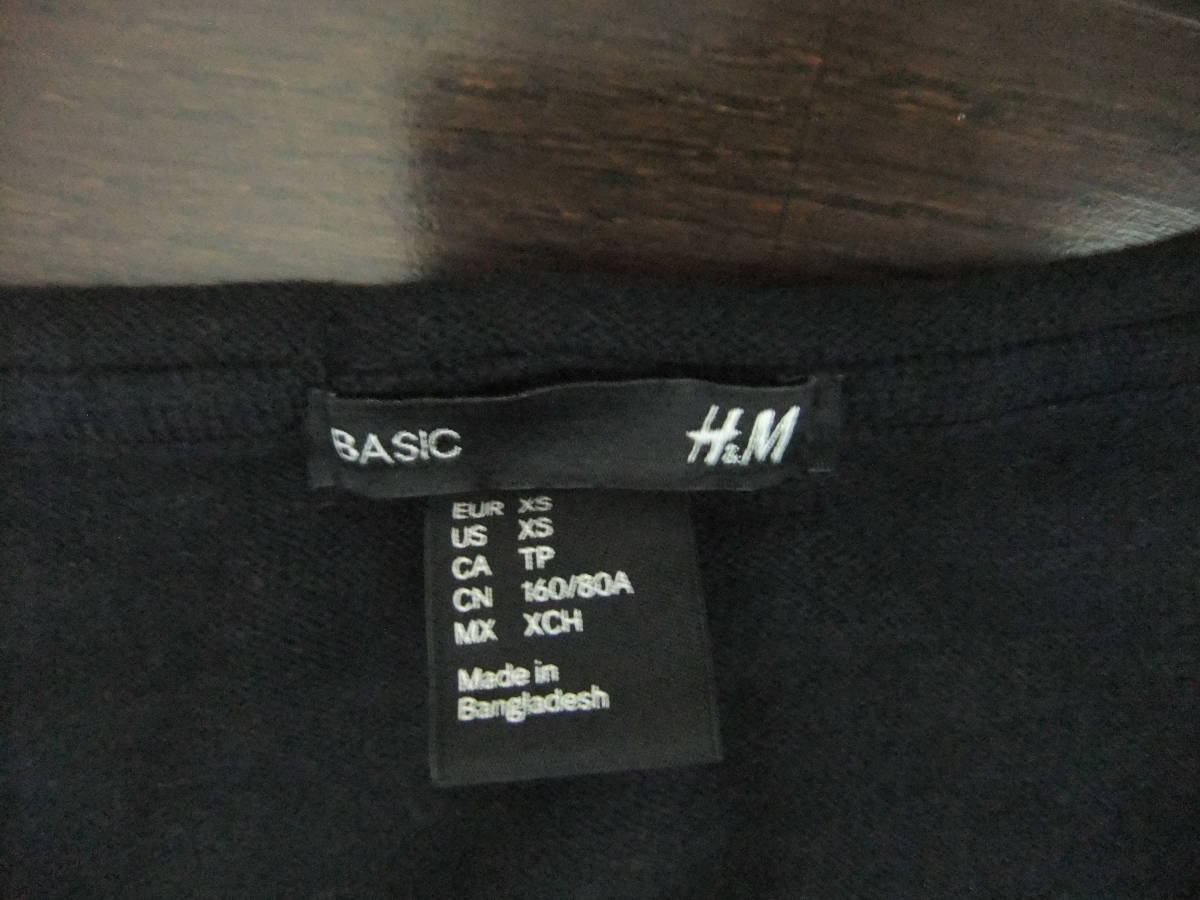 BASIC H&M
EUR XS
US XS
CA TP
CN 160/80A
MX XCH
Made in
Bangladesh